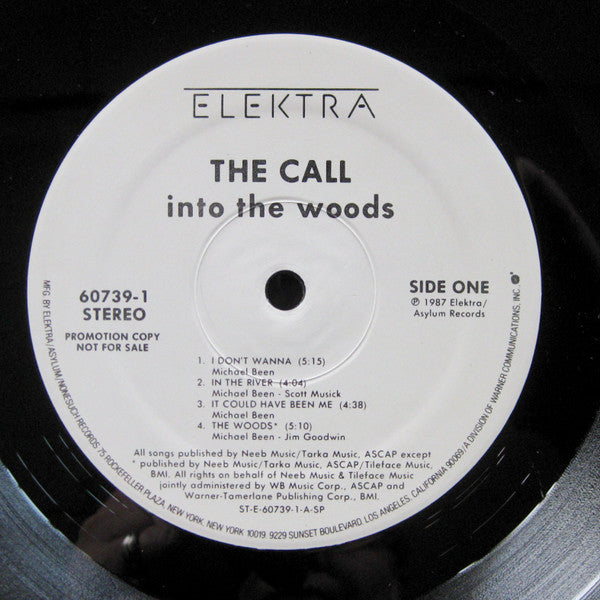 ELEKTRA
THE CALL
into the woods
60739-1
STEREO
PROMOTION COPY
NOT FOR SALE
SIDE ONE
℗ 1987 Elektra/
Asylum Records
1. I DON'T WANNA (5:15)
Michael Been
2. IN THE RIVER (4:04)
Michael Been - Scott Musick
3. IT COULD HAVE BEEN ME (4:38)
Michael Been
4. THE WOODS* (5:10)
Michael Been - Jim Goodwin
All songs published by Neeb Music/Tarka Music, ASCAP except
* published by Neeb Music/Tarka Music, ASCAP/Tileface Music,
BMI. All rights on behalf of Neeb Music & Tileface Music
jointly administered by WB Music Corp., ASCAP and
Warner-Tamerlane Publishing Corp., BMI.
ST-E-60739-1-A-SP
MFG. BY ELEKTRA/ASYLUM/NONESUCH RECORDS, 75 ROCKEFELLER PLAZA, NEW YORK, NEW YORK 10019. 9229 SUNSET BOULEVARD, LOS ANGELES, CALIFORNIA 90069/A DIVISION OF WARNER COMMUNICATIONS, INC.